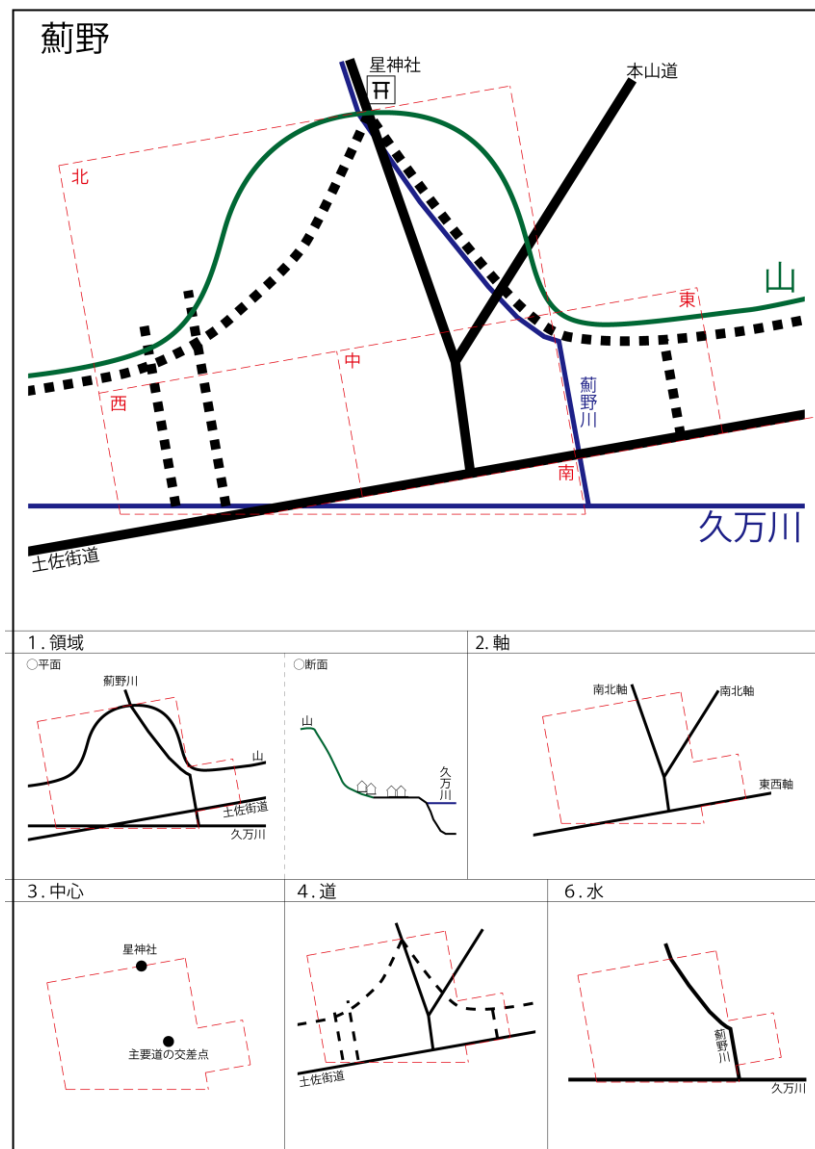 薊野
星神社
本山道
北
山
東
中
西
薊野川
南
久万川
土佐街道
1.領域
○平面
薊野川
山
土佐街道
久万川
○断面
山
久万川
2.軸
南北軸
南北軸
東西軸
3.中心
星神社
主要道の交差点
4.道
土佐街道
6.水
薊野川
久万川